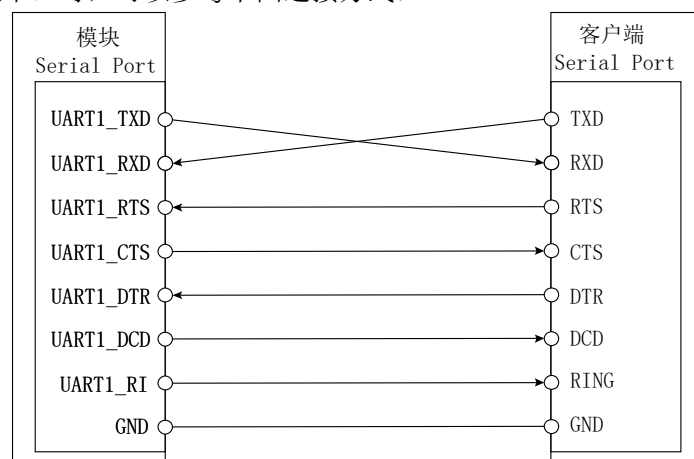 模块
Serial Port
客户端
Serial Port
UART1_TXD
TXD
UART1_RXD
RXD
UART1_RTS
RTS
UART1_CTS
CTS
UART1_DTR
DTR
UART1_DCD
DCD
UART1_RI
RING
GND
GND